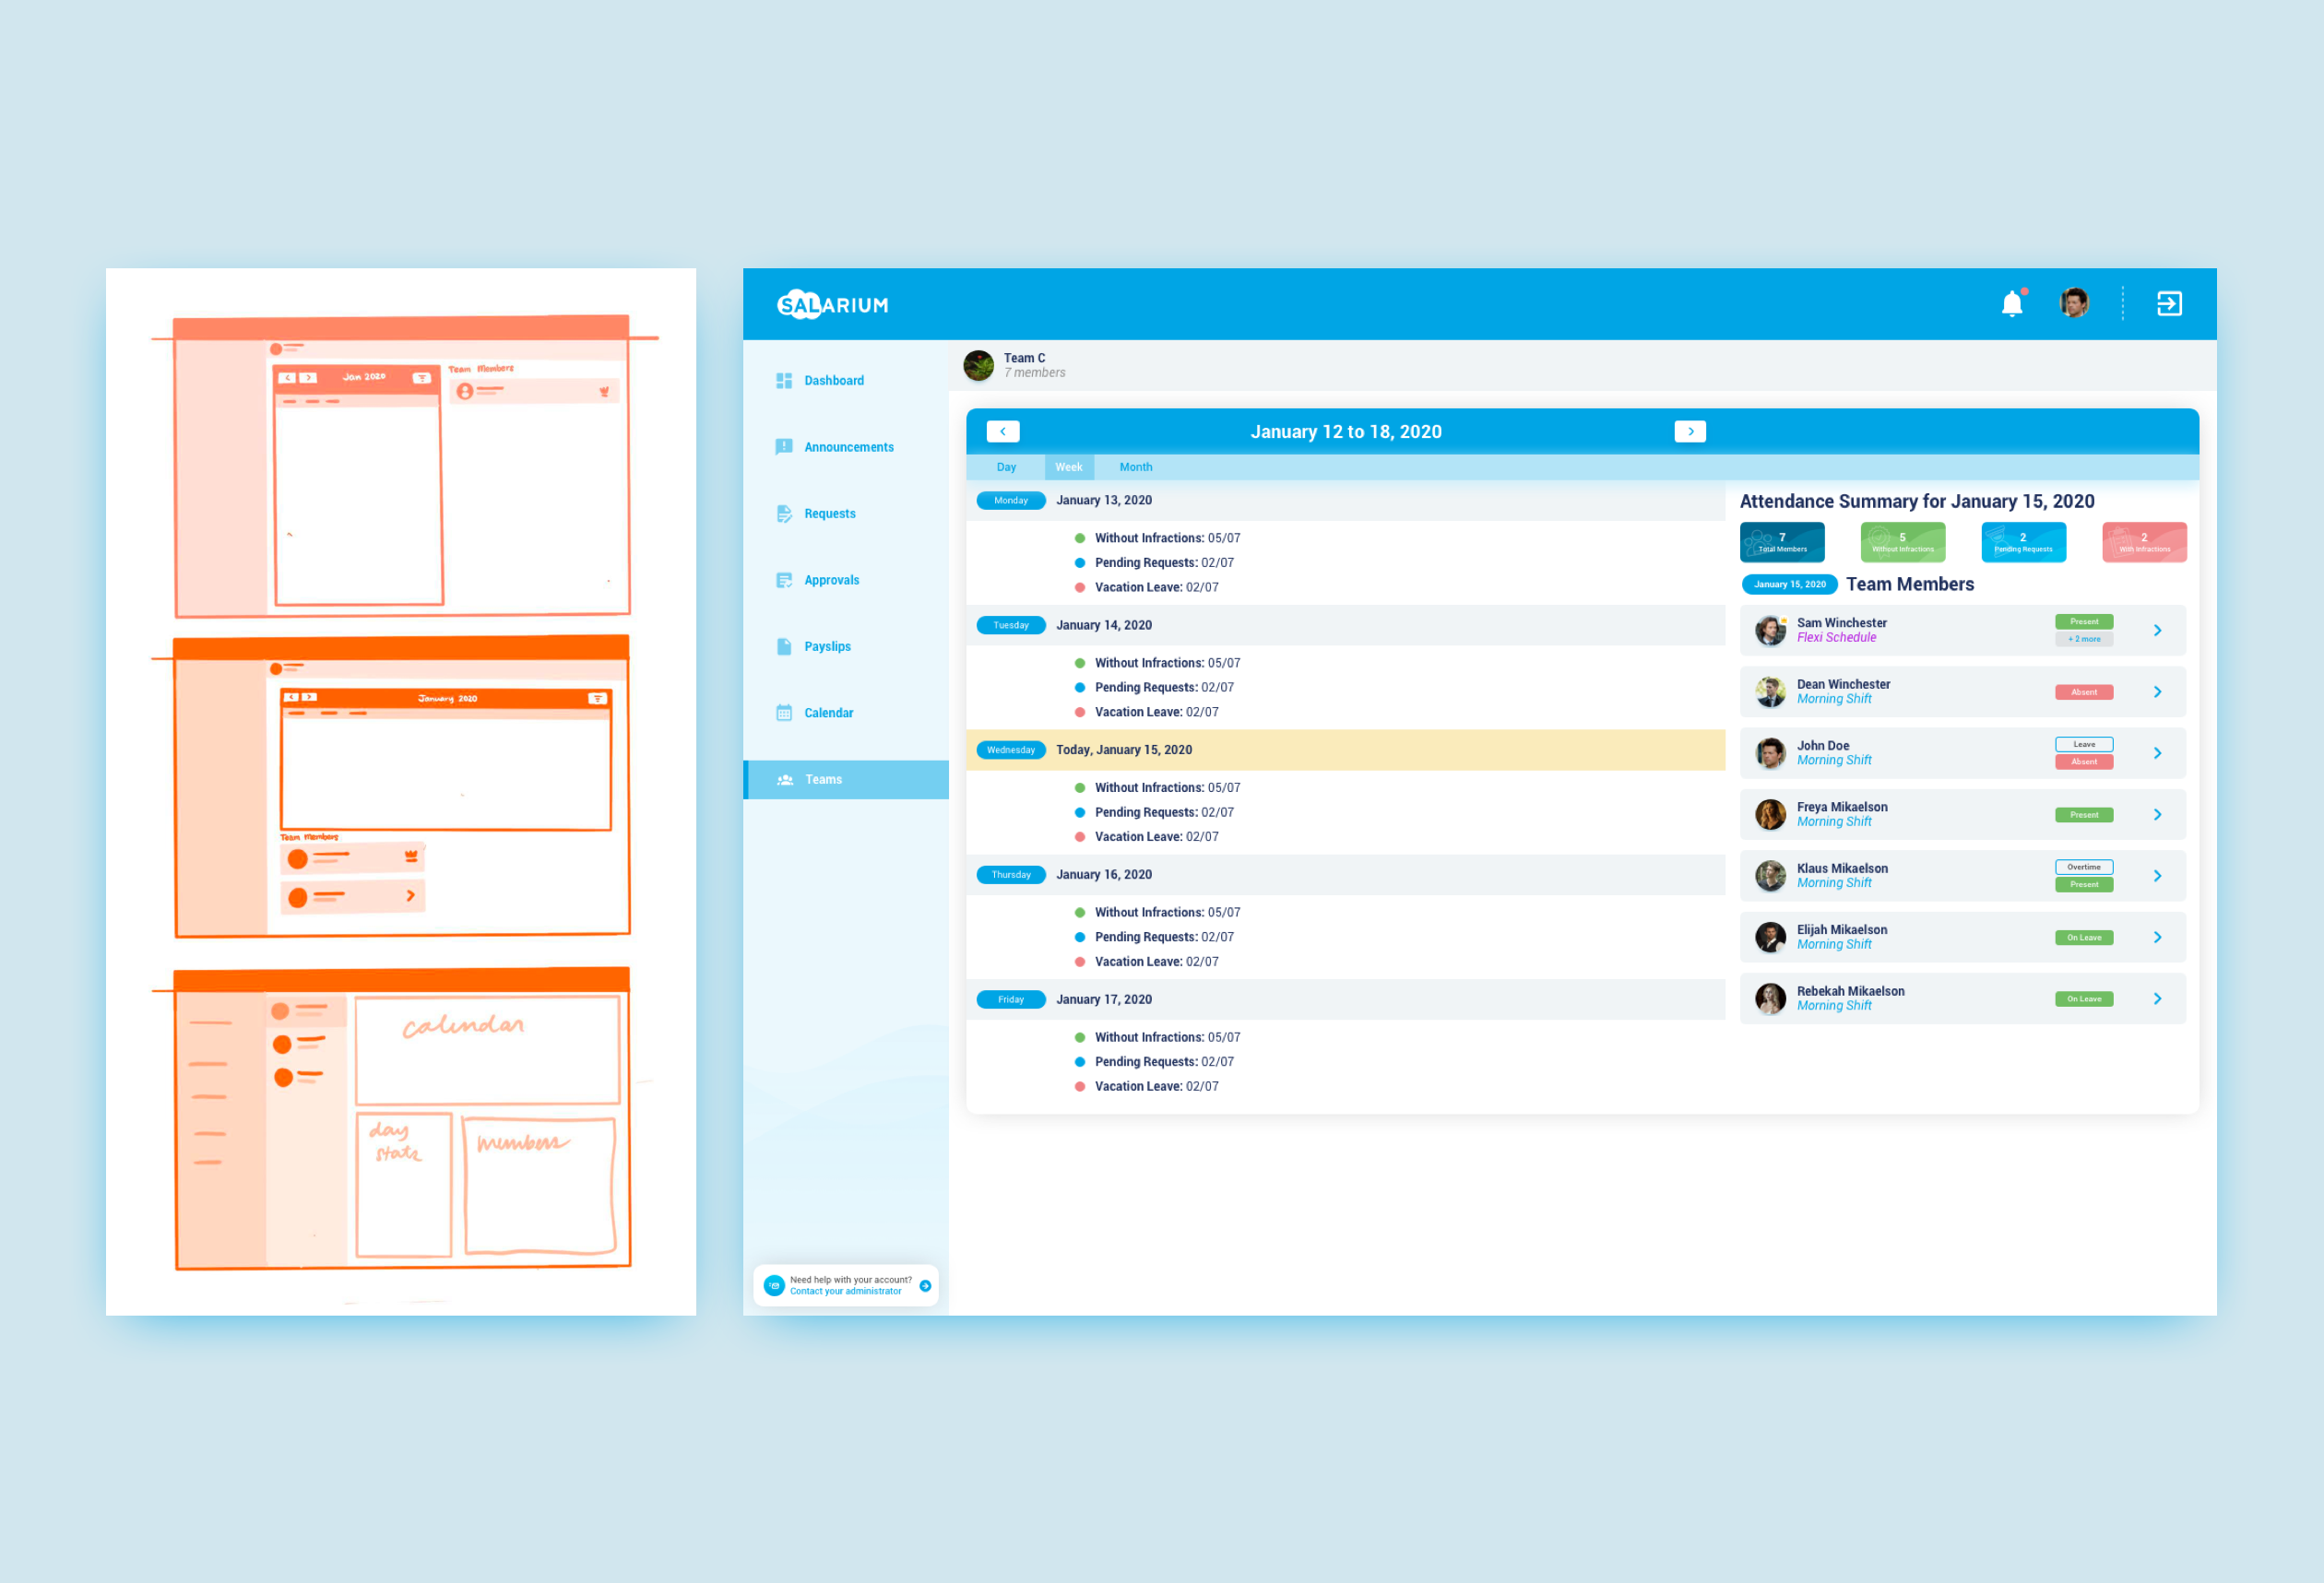 Jan 2020
Team Members
January 2020
Team Members
calendar
day
stats
members
SALARIUM
Dashboard
Announcements
Requests
Approvals
Payslips
Calendar
Teams
Need help with your account?
Contact your administrator
Team C
7 members
January 12 to 18, 2020
Day Week Month
Monday January 13, 2020
Without Infractions: 05/07
Pending Requests: 02/07
Vacation Leave: 02/07
Tuesday January 14, 2020
Without Infractions: 05/07
Pending Requests: 02/07
Vacation Leave: 02/07
Wednesday Today, January 15, 2020
Without Infractions: 05/07
Pending Requests: 02/07
Vacation Leave: 02/07
Thursday January 16, 2020
Without Infractions: 05/07
Pending Requests: 02/07
Vacation Leave: 02/07
Friday January 17, 2020
Without Infractions: 05/07
Pending Requests: 02/07
Vacation Leave: 02/07
Attendance Summary for January 15, 2020
7
Total Members
5
Without Infractions
2
Pending Requests
2
With Infractions
January 15, 2020 Team Members
Sam Winchester
Flexi Schedule
Present
+ 2 more
Dean Winchester
Morning Shift
Absent
John Doe
Morning Shift
Leave
Absent
Freya Mikaelson
Morning Shift
Present
Klaus Mikaelson
Morning Shift
Overtime
Present
Elijah Mikaelson
Morning Shift
On Leave
Rebekah Mikaelson
Morning Shift
On Leave